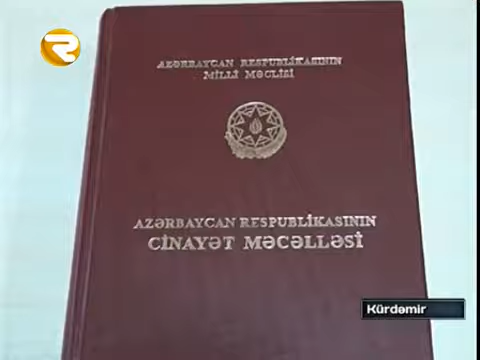 AZƏRBAYCAN RESPUBLİKASININ
MİLLİ MƏCLİSİ
AZƏRBAYCAN RESPUBLİKASININ
CİNAYƏT MƏCƏLLƏSİ
Kürdəmir